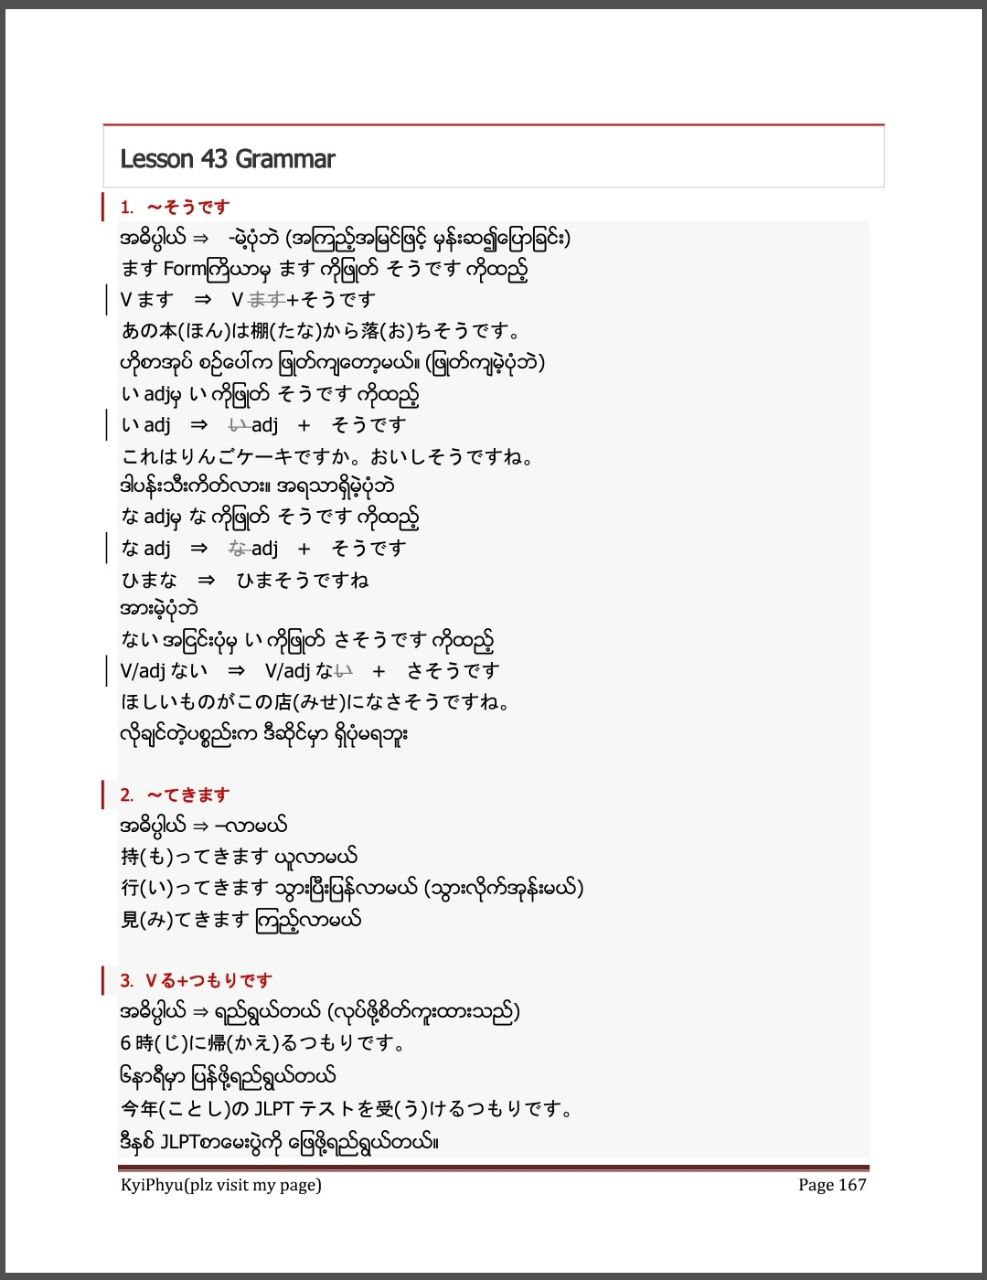 Lesson 43 Grammar
1. ～そうです
အဓိပ္ပါယ် ⇒ -မဲ့ပုံဘဲ (အကြည့်အမြင်ဖြင့် မှန်းဆ၍ပြောခြင်း)
ます Formကြိယာမှ ます ကိုဖြုတ် そうです ကိုထည့်
V ます ⇒ V ます+そうです
あの本(ほん)は棚(たな)から落(お)ちそうです。
ဟိုစာအုပ် စဉ်ပေါ်က ဖြုတ်ကျတော့မယ်။ (ဖြုတ်ကျမဲ့ပုံဘဲ)
い adjမှ い ကိုဖြုတ် そうです ကိုထည့်
い adj ⇒ い adj + そうです
これはりんごケーキですか。おいしそうですね。
ဒါပန်းသီးကိတ်လား။ အရသာရှိမဲ့ပုံဘဲ
な adjမှ な ကိုဖြုတ် そうです ကိုထည့်
な adj ⇒ な adj + そうです
ひまな ⇒ ひまそうですね
အားမဲ့ပုံဘဲ
ない အငြင်းပုံမှ い ကိုဖြုတ် さそうです ကိုထည့်
V/adj ない ⇒ V/adj ない + さそうです
ほしいものがこの店(みせ)になさそうですね。
လိုချင်တဲ့ပစ္စည်းက ဒီဆိုင်မှာ ရှိပုံမရဘူး
2. ～てきます
အဓိပ္ပါယ် ⇒ –လာမယ်
持(も)ってきます ယူလာမယ်
行(い)ってきます သွားပြီးပြန်လာမယ် (သွားလိုက်အုန်းမယ်)
見(み)てきます ကြည့်လာမယ်
3. V る+つもりです
အဓိပ္ပါယ် ⇒ ရည်ရွယ်တယ် (လုပ်ဖို့စိတ်ကူးထားသည်)
6 時(じ)に帰(かえ)るつもりです。
၆နာရီမှာ ပြန်ဖို့ရည်ရွယ်တယ်
今年(ことし)の JLPT テストを受(う)けるつもりです。
ဒီနှစ် JLPTစာမေးပွဲကို ဖြေဖို့ရည်ရွယ်တယ်။
KyiPhyu(plz visit my page) Page 167